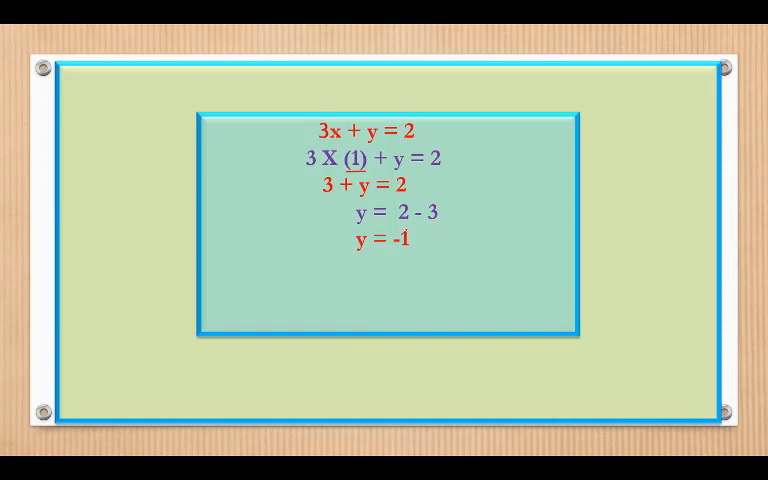 3x + y = 2
3 X (1) + y = 2
3 + y = 2
y = 2 - 3
y = -1